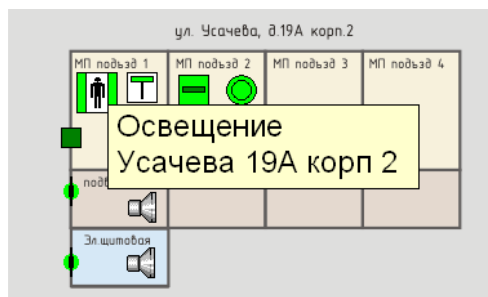 ул. Усачева, д.19А корп.2
МП подъезд 1 МП подъезд 2 МП подъезд 3 МП подъезд 4
Т
Освещение
Усачева 19А корп 2
Эл.щитовая